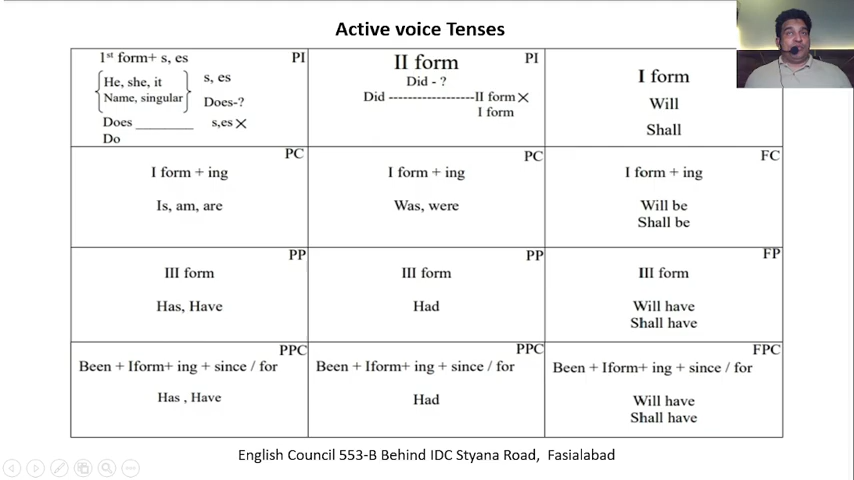 Active voice Tenses
1st form+ s, es PI
He, she, it s, es
Name, singular Does-?
Does ________ s,es X
Do
II form PI
Did - ?
Did -------------------II form X
I form
I form
Will
Shall
PC
I form + ing
Is, am, are
PC
I form + ing
Was, were
FC
I form + ing
Will be
Shall be
PP
III form
Has, Have
PP
III form
Had
FP
III form
Will have
Shall have
PPC
Been + Iform+ ing + since / for
Has , Have
PPC
Been + Iform+ ing + since / for
Had
FPC
Been + Iform+ ing + since / for
Will have
Shall have
English Council 553-B Behind IDC Styana Road, Fasialabad